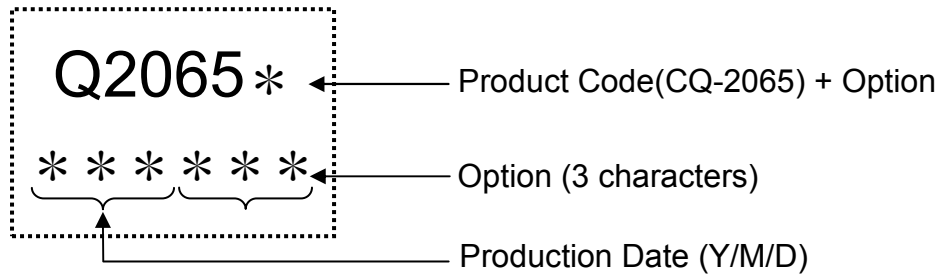 Q2065* Product Code(CQ-2065) + Option
****** Option (3 characters)
Production Date (Y/M/D)